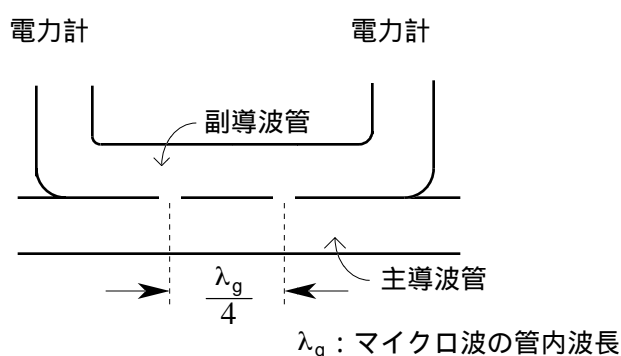 電力計 電力計
副導波管
λg
4
主導波管
λg：マイクロ波の管内波長